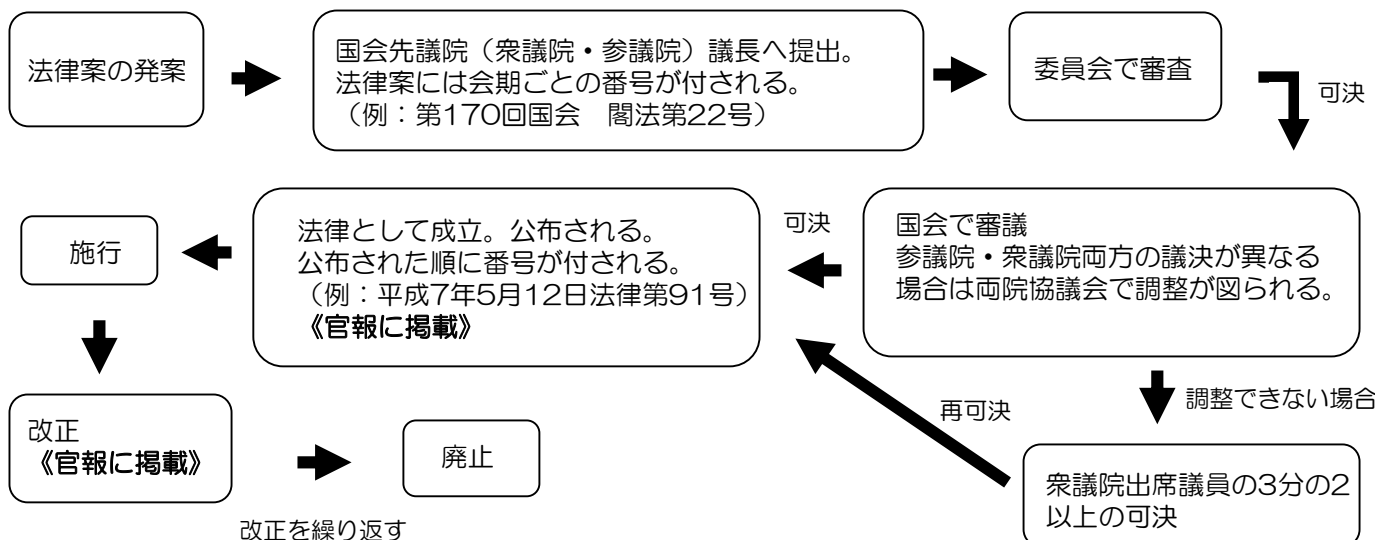 法律案の発案
国会先議院（衆議院・参議院）議長へ提出。
法律案には会期ごとの番号が付される。
（例：第170回国会　閣法第22号）
委員会で審査
可決
国会で審議
参議院・衆議院両方の議決が異なる
場合は両院協議会で調整が図られる。
可決
法律として成立。公布される。
公布された順に番号が付される。
（例：平成7年5月12日法律第91号）
《官報に掲載》
施行
調整できない場合
衆議院出席議員の3分の2
以上の可決
再可決
改正
《官報に掲載》
改正を繰り返す
廃止